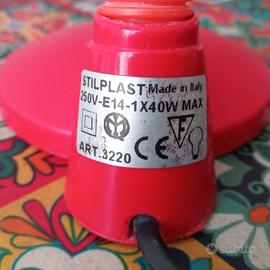 STILPLAST Made in Italy
250V-E14-1X40W MAX
F
CE
ART.3220
subito